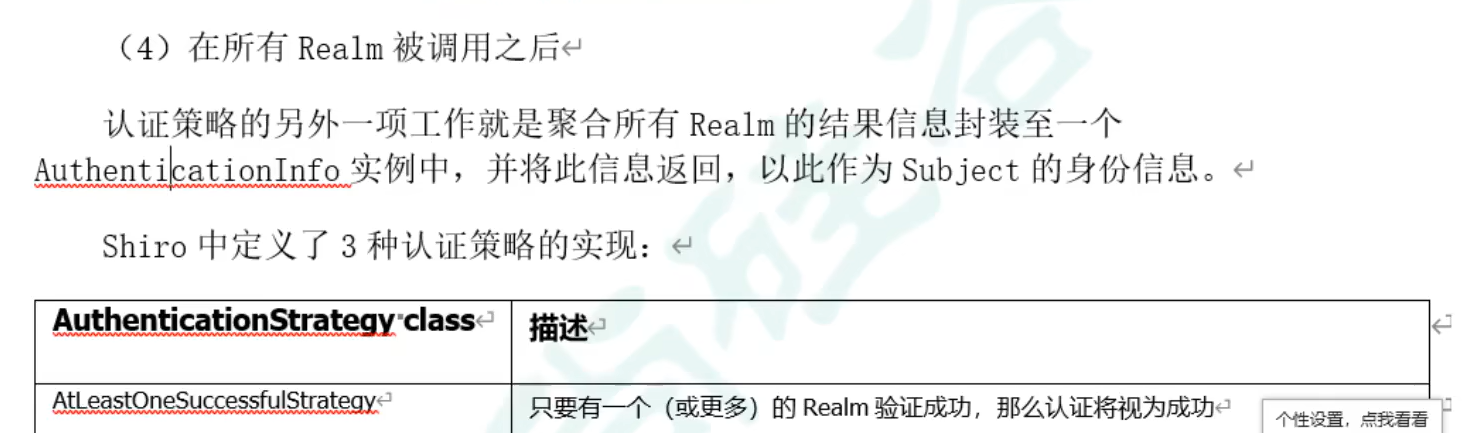 （4）在所有 Realm 被调用之后
认证策略的另外一项工作就是聚合所有 Realm 的结果信息封装至一个
AuthenticationInfo 实例中，并将此信息返回，以此作为 Subject 的身份信息。
Shiro 中定义了 3 种认证策略的实现：
AuthenticationStrategy class
描述
AtLeastOneSuccessfulStrategy
只要有一个（或更多）的 Realm 验证成功，那么认证将视为成功
个性设置，点我看看